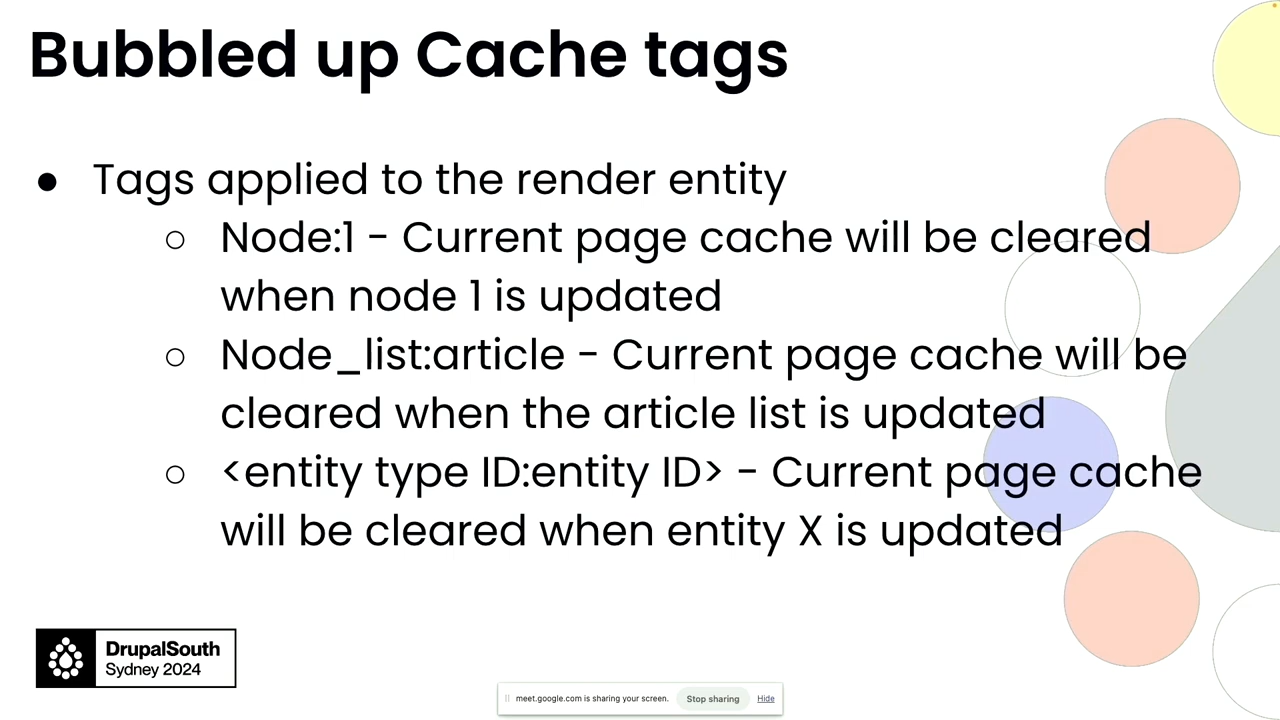 Bubbled up Cache tags
● Tags applied to the render entity
○ Node:1 - Current page cache will be cleared
when node 1 is updated
○ Node_list:article - Current page cache will be
cleared when the article list is updated
○ <entity type ID:entity ID> - Current page cache
will be cleared when entity X is updated
DrupalSouth
Sydney 2024
meet.google.com is sharing your screen. Stop sharing Hide